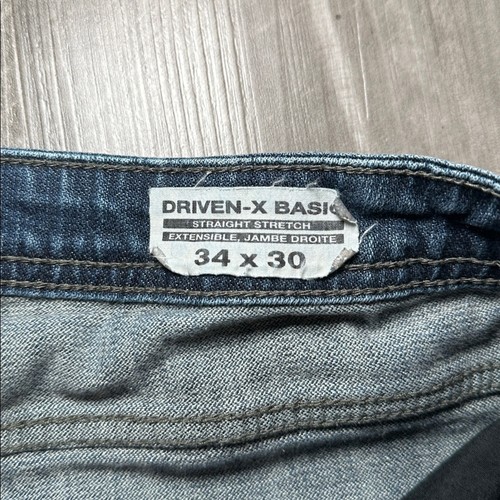 DRIVEN-X BASIC
STRAIGHT STRETCH
EXTENSIBLE, JAMBE DROITE
34 x 30